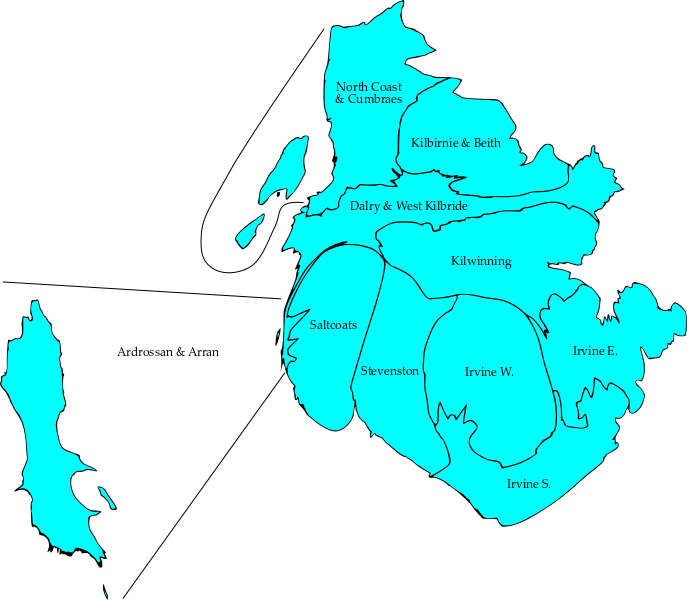 North Coast
& Cumbraes
Kilbirnie & Beith
Dalry & West Kilbride
Kilwinning
Saltcoats
Ardrossan & Arran
Irvine E.
Stevenston
Irvine W.
Irvine S.